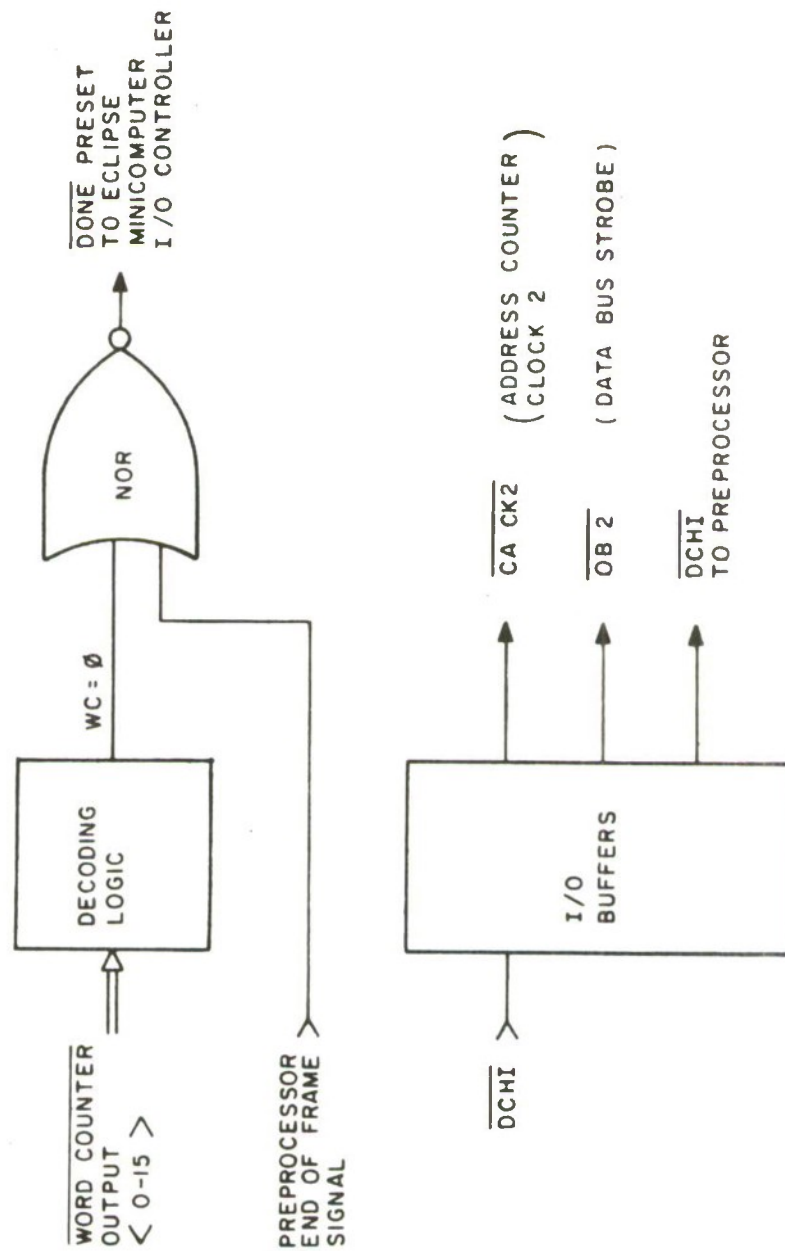 WORD COUNTER
OUTPUT
< 0-15 >
DECODING
LOGIC
WC = Ø
NOR
DONE PRESET
TO ECLIPSE
MINICOMPUTER
I/O CONTROLLER
PREPROCESSOR
END OF FRAME
SIGNAL
DCHI
I/O
BUFFERS
CA CK2 (ADDRESS COUNTER)
CLOCK 2
OB 2 (DATA BUS STROBE)
DCHI
TO PREPROCESSOR